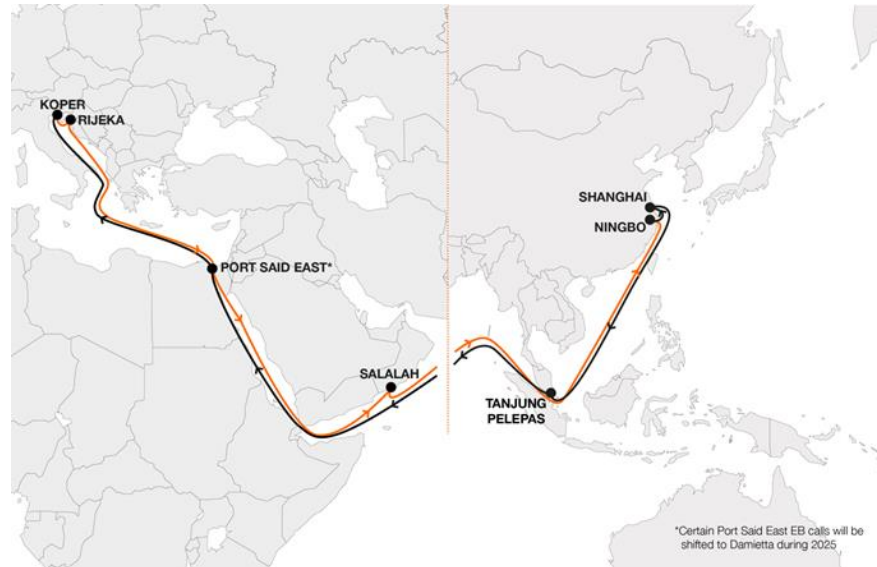 KOPER
RIJEKA
PORT SAID EAST*
SALALAH
SHANGHAI
NINGBO
TANJUNG
PELEPAS
*Certain Port Said East EB calls will be
shifted to Damietta during 2025